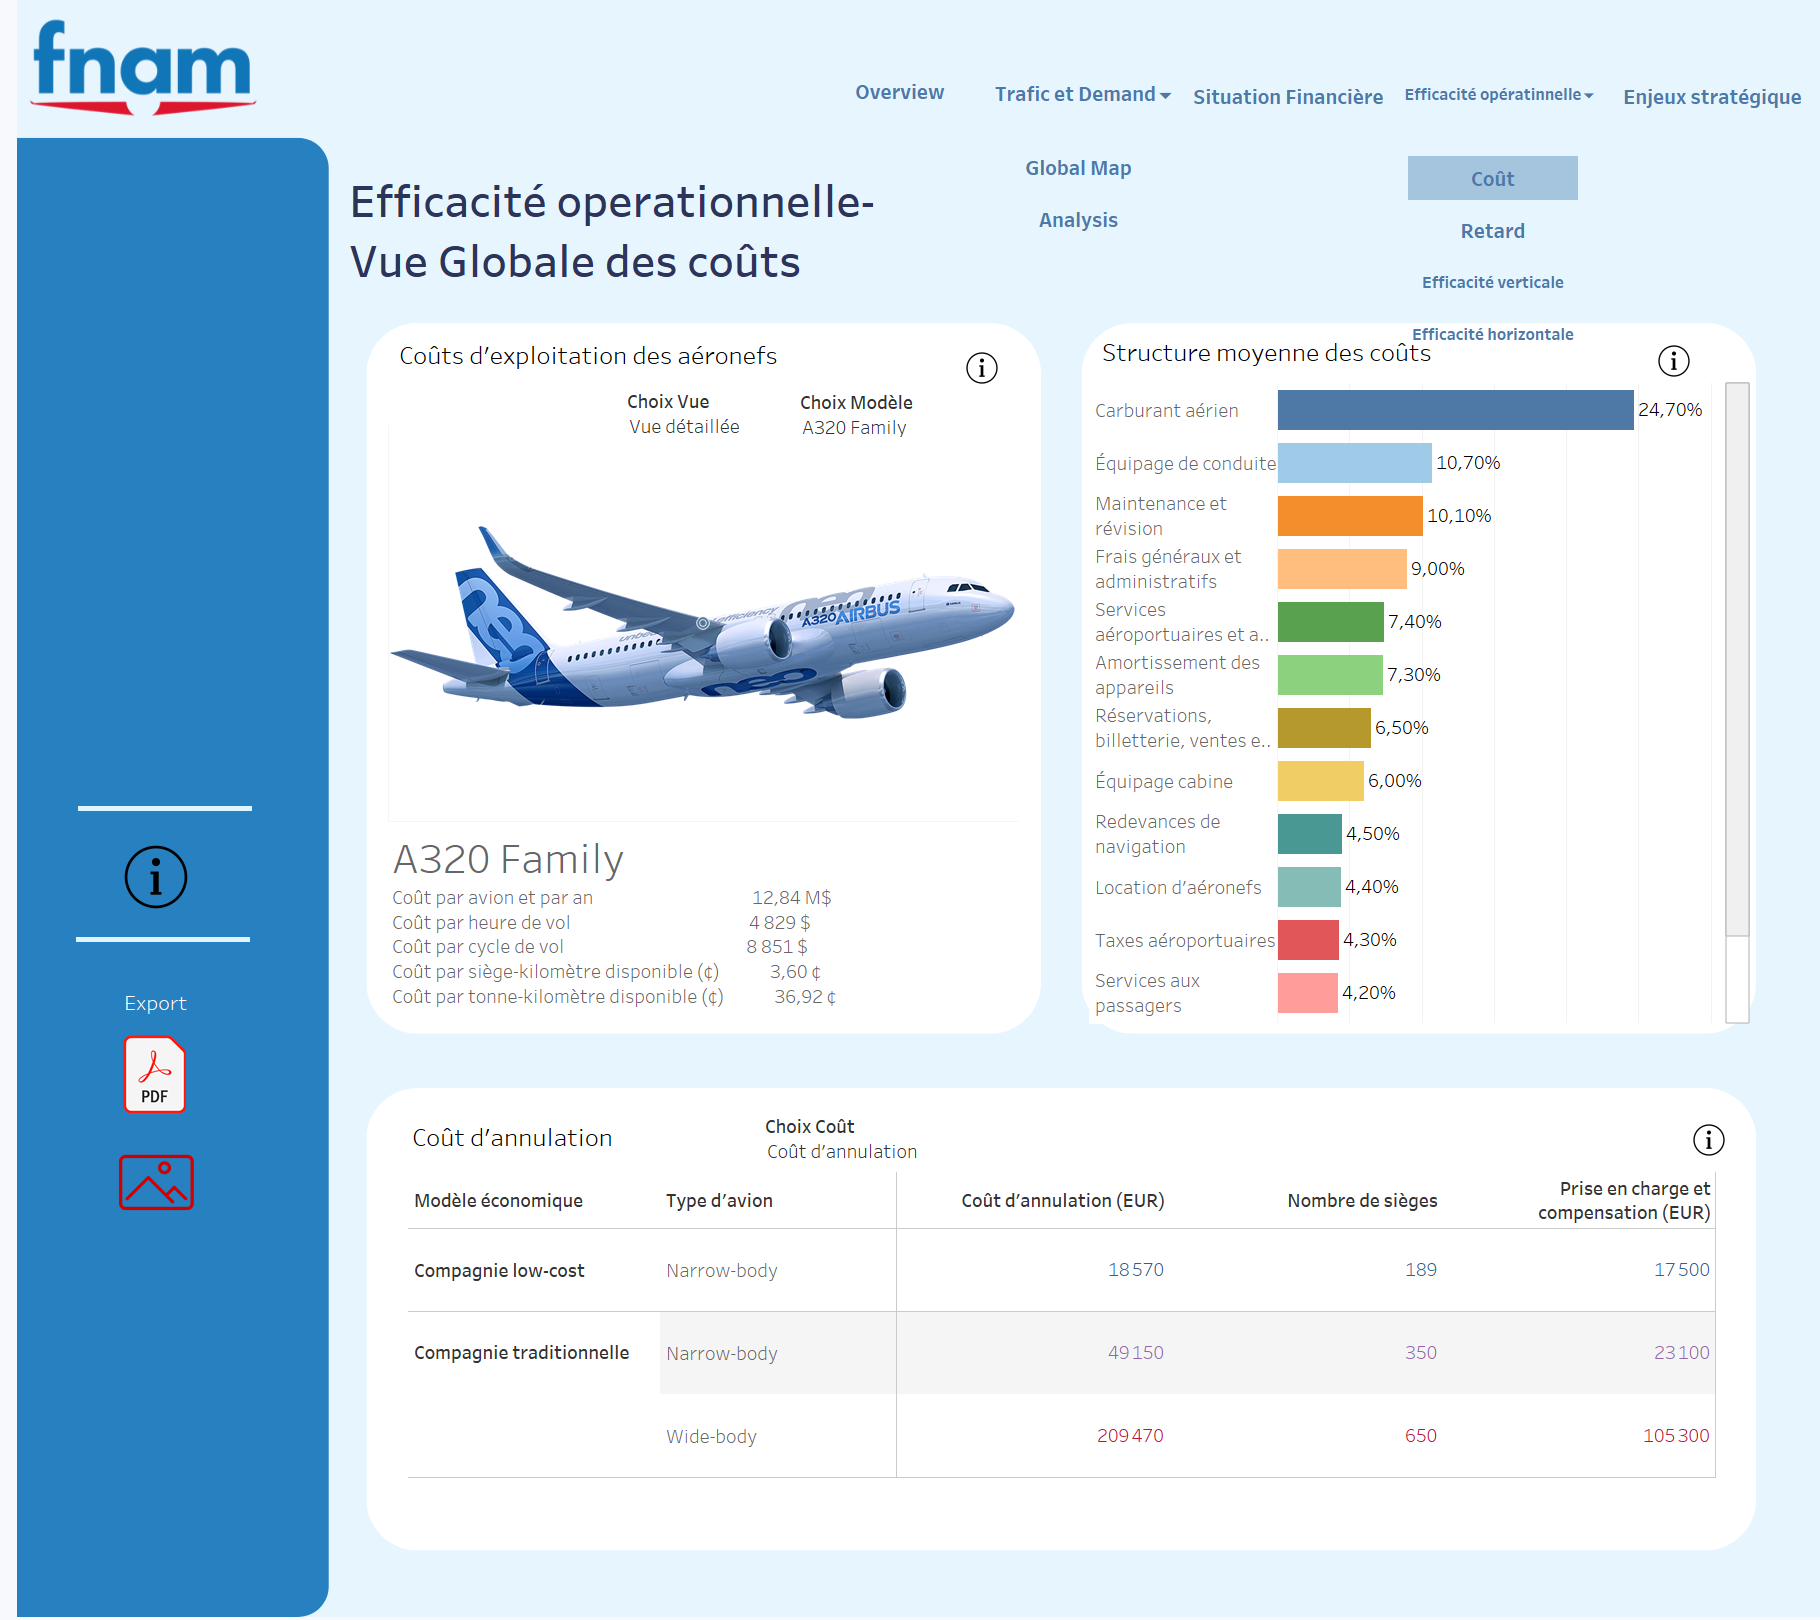 fnam
Overview
Trafic et Demand
Situation Financière
Efficacité opératinnelle
Enjeux stratégique
Global Map
Analysis
Coût
Retard
Efficacité verticale
Efficacité horizontale
Efficacité operationnelle-
Vue Globale des coûts
Export
PDF
Coûts d'exploitation des aéronefs
Choix Vue
Vue détaillée
Choix Modèle
A320 Family
efficiency
neo
A320 AIRBUS
neo
A320 Family
Coût par avion et par an 12,84 M$
Coût par heure de vol 4 829 $
Coût par cycle de vol 8 851 $
Coût par siège-kilomètre disponible (¢) 3,60 ¢
Coût par tonne-kilomètre disponible (¢) 36,92 ¢
Structure moyenne des coûts
Carburant aérien 24,70%
Équipage de conduite 10,70%
Maintenance et
révision 10,10%
Frais généraux et
administratifs 9,00%
Services
aéroportuaires et a.. 7,40%
Amortissement des
appareils 7,30%
Réservations,
billetterie, ventes e.. 6,50%
Équipage cabine 6,00%
Redevances de
navigation 4,50%
Location d'aéronefs 4,40%
Taxes aéroportuaires 4,30%
Services aux
passagers 4,20%
Coût d'annulation
Choix Coût
Coût d'annulation
Modèle économique Type d'avion Coût d'annulation (EUR) Nombre de sièges Prise en charge et
compensation (EUR)
Compagnie low-cost Narrow-body 18 570 189 17 500
Compagnie traditionnelle Narrow-body 49 150 350 23 100
Wide-body 209 470 650 105 300